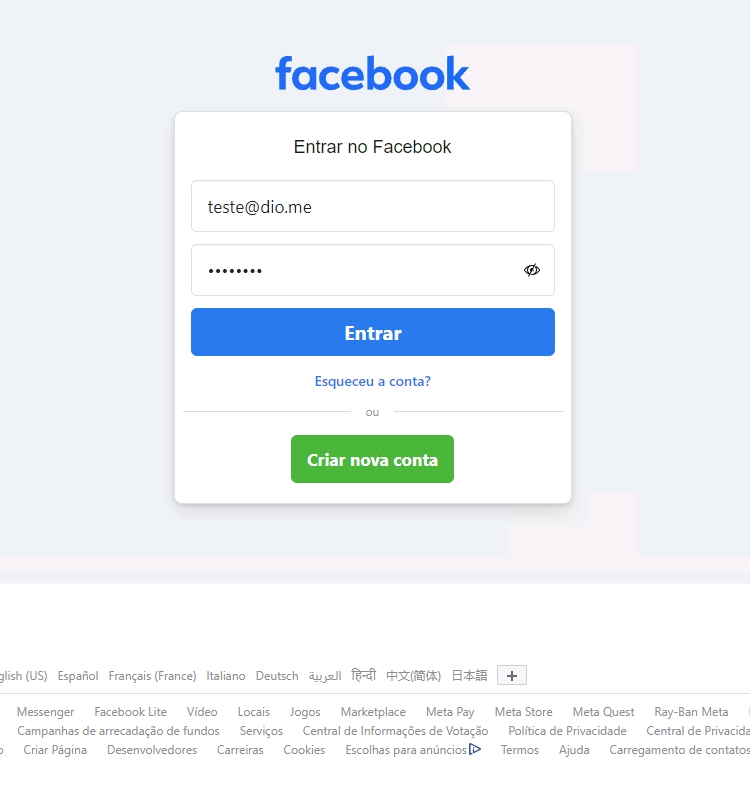 facebook
Entrar no Facebook
teste@dio.me
••••••••
Entrar
Esqueceu a conta?
ou
Criar nova conta
glish (US) Español Français (France) Italiano Deutsch العربية हिन्दी 中文(简体) 日本語 +
Messenger Facebook Lite Vídeo Locais Jogos Marketplace Meta Pay Meta Store Meta Quest Ray-Ban Meta
Campanhas de arrecadação de fundos Serviços Central de Informações de Votação Política de Privacidade Central de Privacida
o Criar Página Desenvolvedores Carreiras Cookies Escolhas para anúncios Termos Ajuda Carregamento de contatos